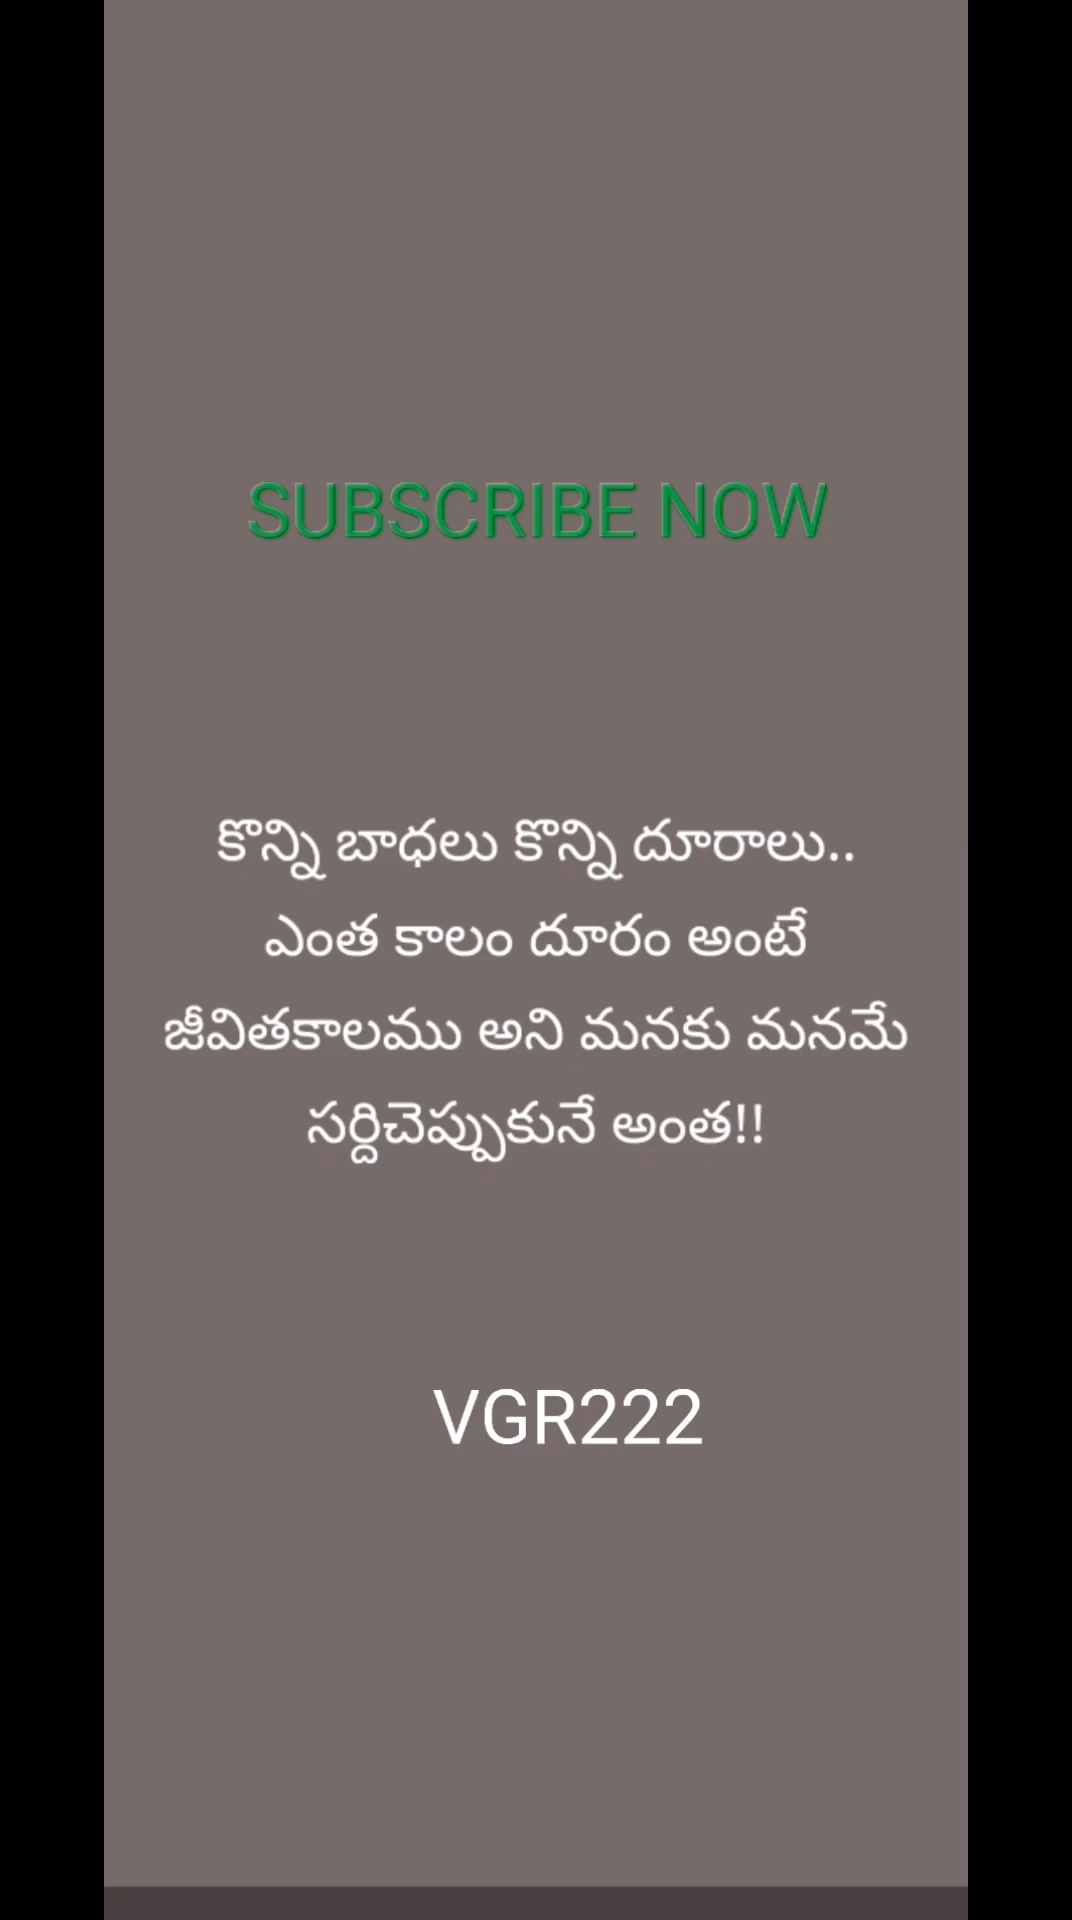 SUBSCRIBE NOW
కొన్ని బాధలు కొన్ని దూరాలు..
ఎంత కాలం దూరం అంటే
జీవితకాలము అని మనకు మనమే
సర్దిచెప్పుకునే అంత!!
VGR222